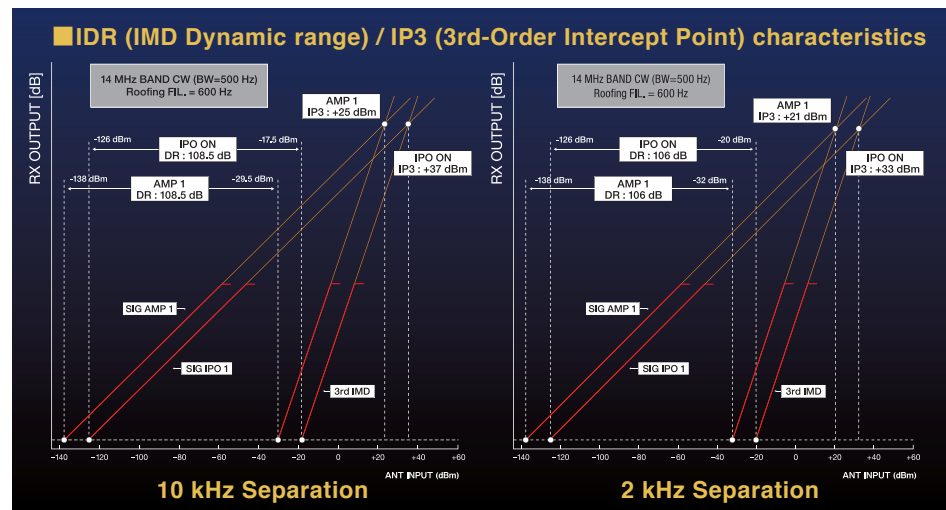 ■IDR (IMD Dynamic range) / IP3 (3rd-Order Intercept Point) characteristics
RX OUTPUT [dB]
14 MHz BAND CW (BW=500 Hz)
Roofing FIL. = 600 Hz
AMP 1
IP3 : +25 dBm
-126 dBm
IPO ON
DR : 108.5 dB
-17.5 dBm
IPO ON
IP3 : +37 dBm
-138 dBm
AMP 1
DR : 108.5 dB
-29.5 dBm
SIG AMP 1
SIG IPO 1
3rd IMD
-140 -120 -100 -80 -60 -40 -20 0 +20 +40 +60
ANT INPUT (dBm)
10 kHz Separation
RX OUTPUT [dB]
14 MHz BAND CW (BW=500 Hz)
Roofing FIL. = 600 Hz
AMP 1
IP3 : +21 dBm
-126 dBm
IPO ON
DR : 106 dB
-20 dBm
IPO ON
IP3 : +33 dBm
-138 dBm
AMP 1
DR : 106 dB
-32 dBm
SIG AMP 1
SIG IPO 1
3rd IMD
-140 -120 -100 -80 -60 -40 -20 0 +20 +40 +60
ANT INPUT (dBm)
2 kHz Separation